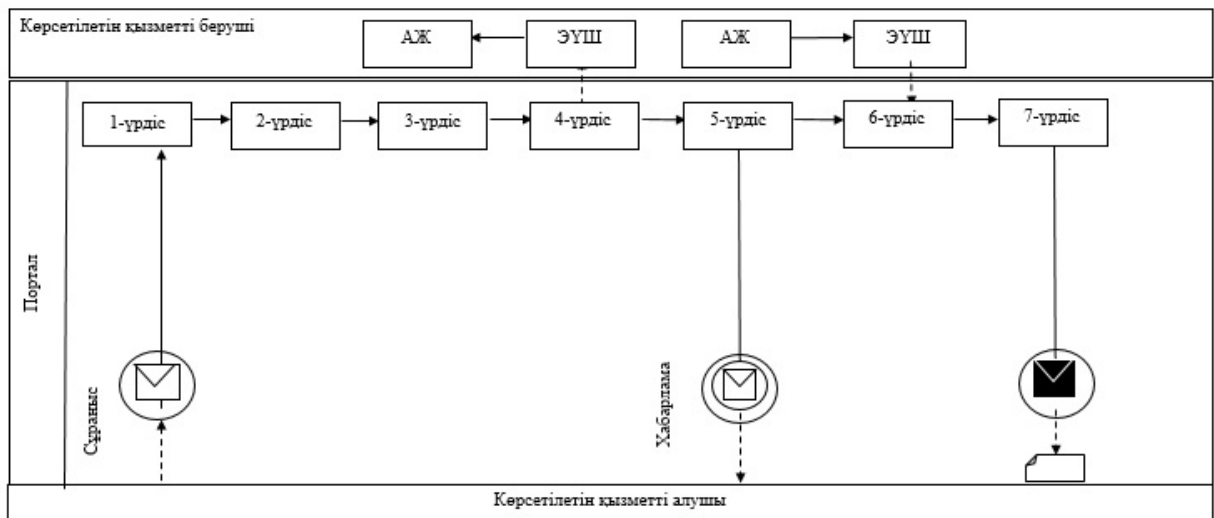 Көрсетілетін қызметті беруші
АЖ
ЭҮШ
АЖ
ЭҮШ
Портал
1-үрдіс
2-үрдіс
3-үрдіс
4-үрдіс
5-үрдіс
6-үрдіс
7-үрдіс
Сұраныс
Хабарлама
Көрсетілетін қызметті алушы